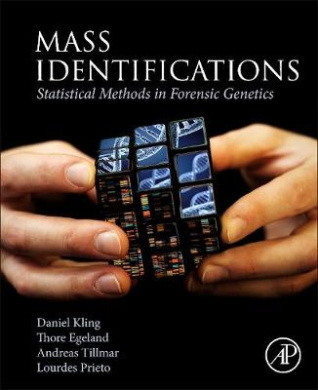 MASS
IDENTIFICATIONS
Statistical Methods in Forensic Genetics
Daniel Kling
Thore Egeland
Andreas Tillmar
Lourdes Prieto
AP